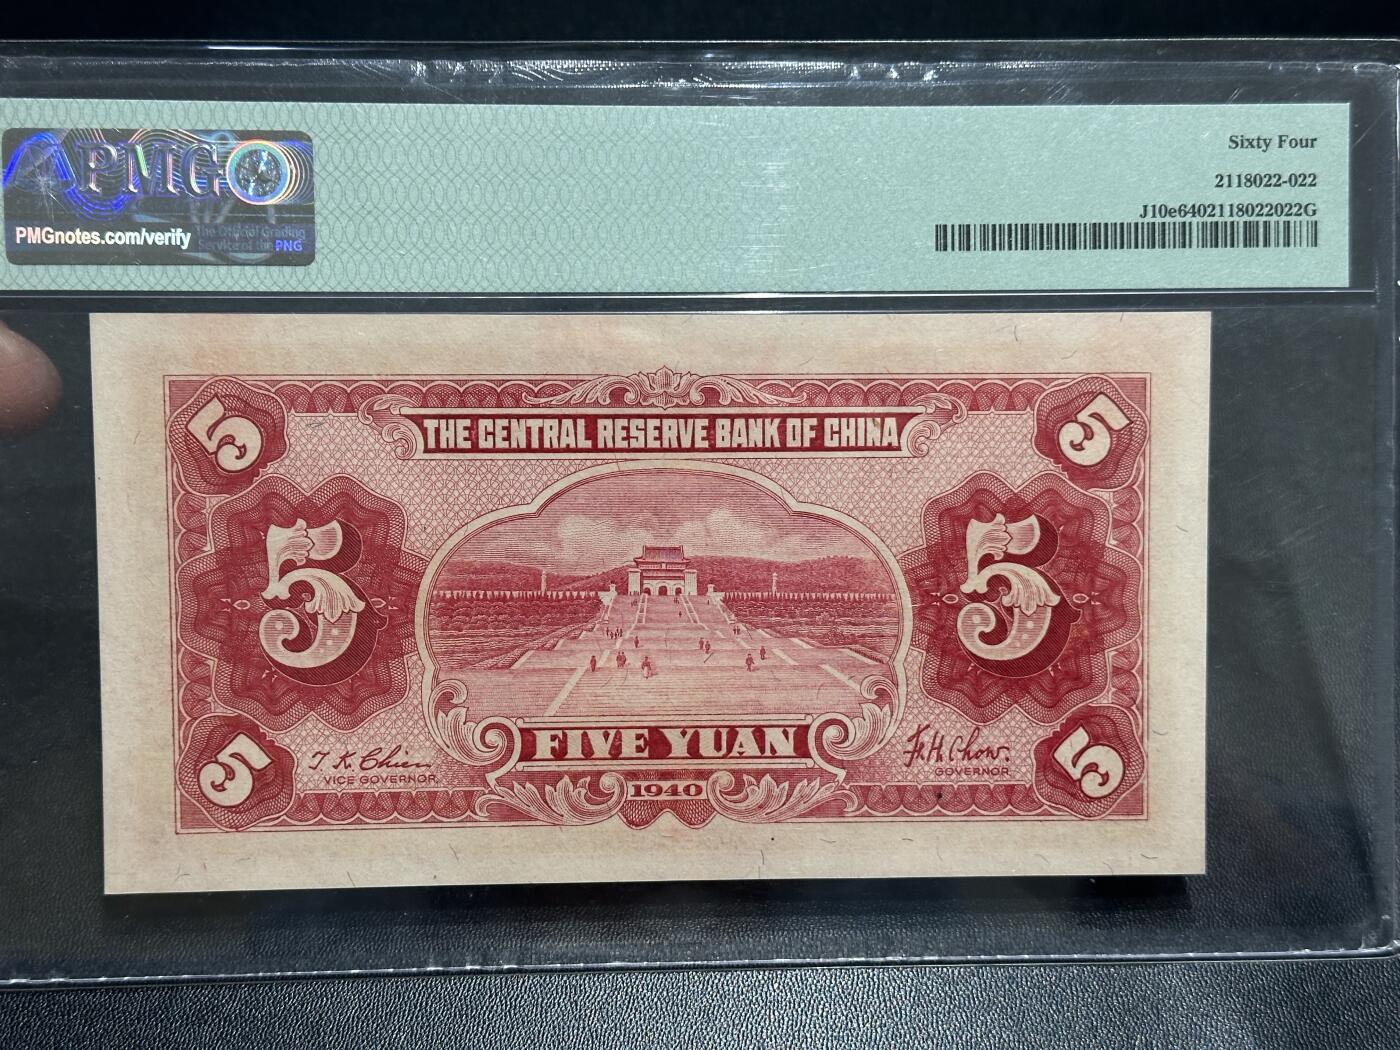 PMG
PMGnotes.com/verify
The Official Grading
Service of the PNG
Sixty Four
2118022-022
J10e6402118022022G
5
5
THE CENTRAL RESERVE BANK OF CHINA
5
5
FIVE YUAN
5
5
T. K. Chien
VICE GOVERNOR.
Fr. H. Chow.
GOVERNOR.
1940